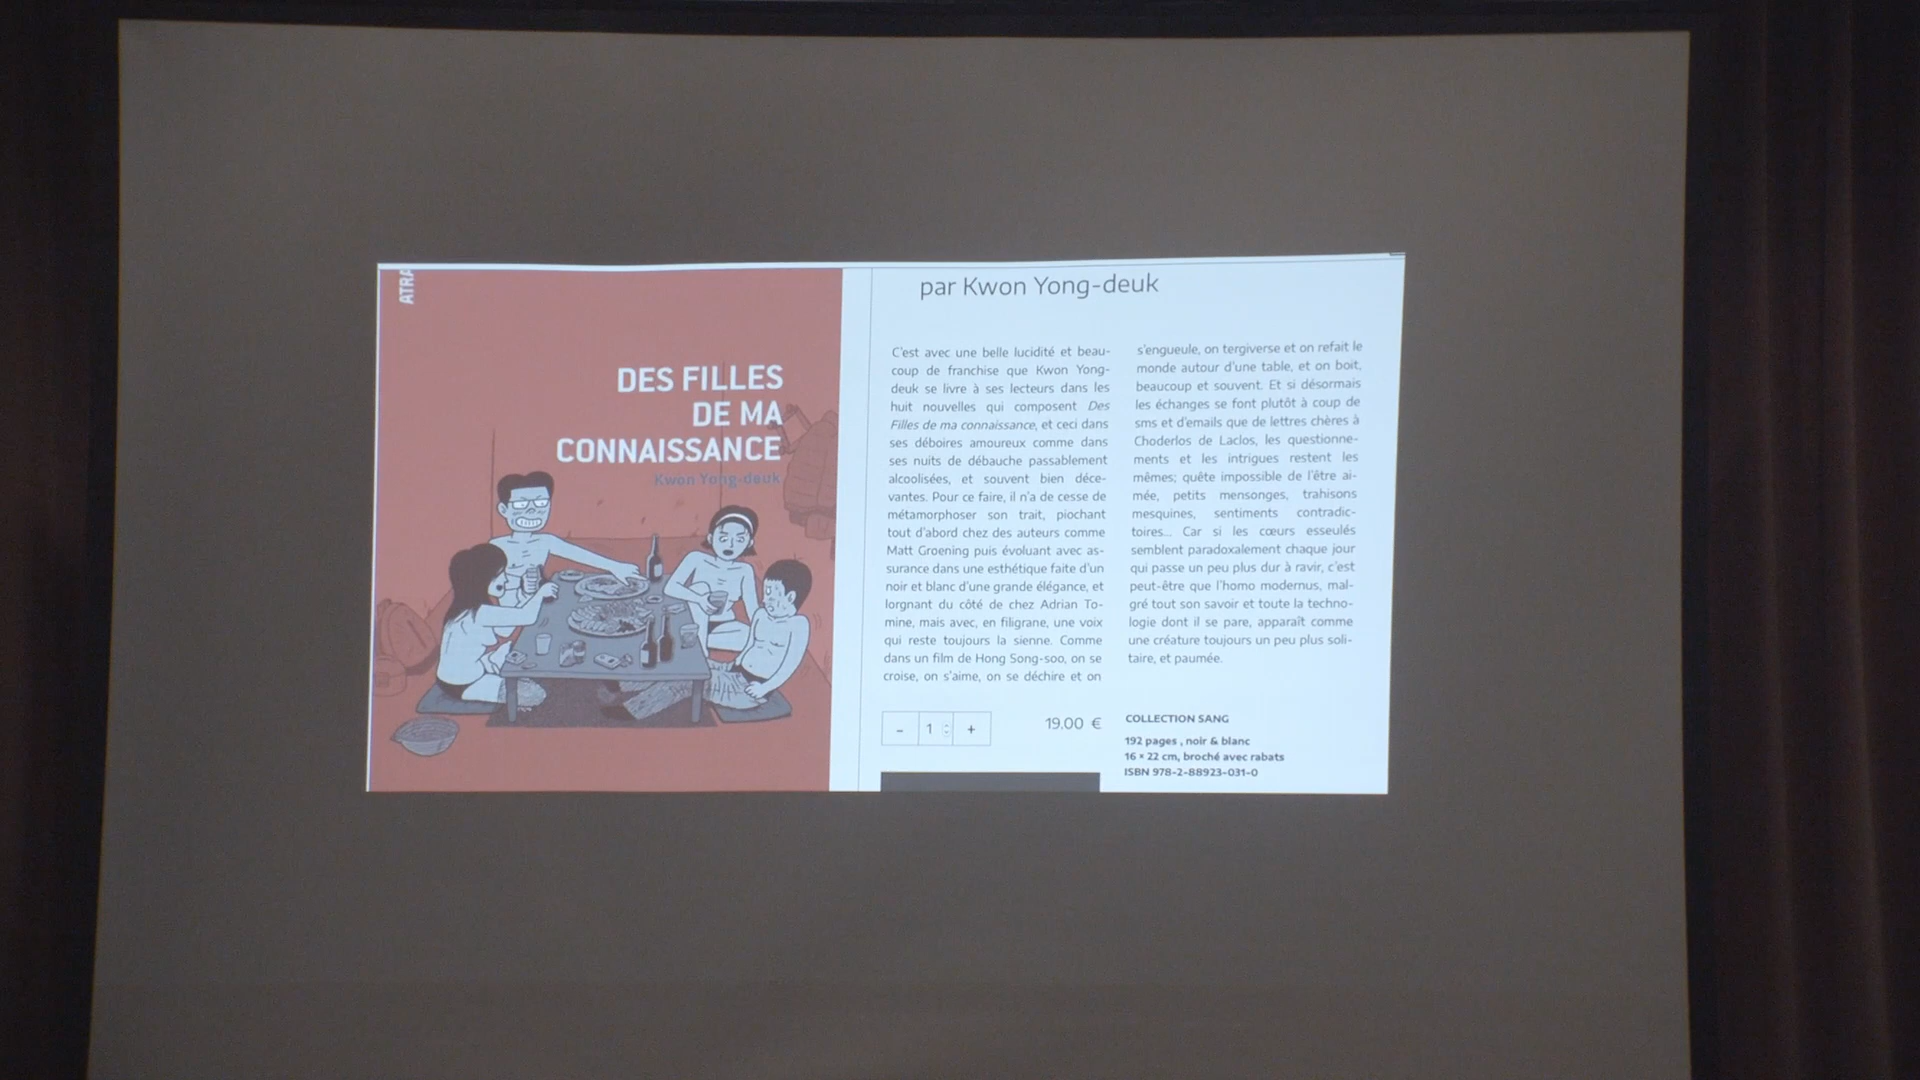 ATRA
DES FILLES
DE MA
CONNAISSANCE
Kwon Yong-deuk
par Kwon Yong-deuk
C'est avec une belle lucidité et beau-
coup de franchise que Kwon Yong-
deuk se livre à ses lecteurs dans les
huit nouvelles qui composent Des
Filles de ma connaissance, et ceci dans
ses déboires amoureux comme dans
ses nuits de débauche passablement
alcoolisées, et souvent bien déce-
vantes. Pour ce faire, il n'a de cesse de
métamorphoser son trait, piochant
tout d'abord chez des auteurs comme
Matt Groening puis évoluant avec as-
surance dans une esthétique faite d'un
noir et blanc d'une grande élégance, et
lorgnant du côté de chez Adrian To-
mine, mais avec, en filigrane, une voix
qui reste toujours la sienne. Comme
dans un film de Hong Song-soo, on se
croise, on s'aime, on se déchire et on
s'engueule, on tergiverse et on refait le
monde autour d'une table, et on boit,
beaucoup et souvent. Et si désormais
les échanges se font plutôt à coup de
sms et d'emails que de lettres chères à
Choderlos de Laclos, les questionne-
ments et les intrigues restent les
mêmes; quête impossible de l'être ai-
mée, petits mensonges, trahisons
mesquines, sentiments contradic-
toires... Car si les cœurs esseulés
semblent paradoxalement chaque jour
qui passe un peu plus dur à ravir, c'est
peut-être que l'homo modernus, mal-
gré tout son savoir et toute la techno-
logie dont il se pare, apparaît comme
une créature toujours un peu plus soli-
taire, et paumée.
- 1 +
19.00 €
COLLECTION SANG
192 pages , noir & blanc
16 × 22 cm, broché avec rabats
ISBN 978-2-88923-031-0